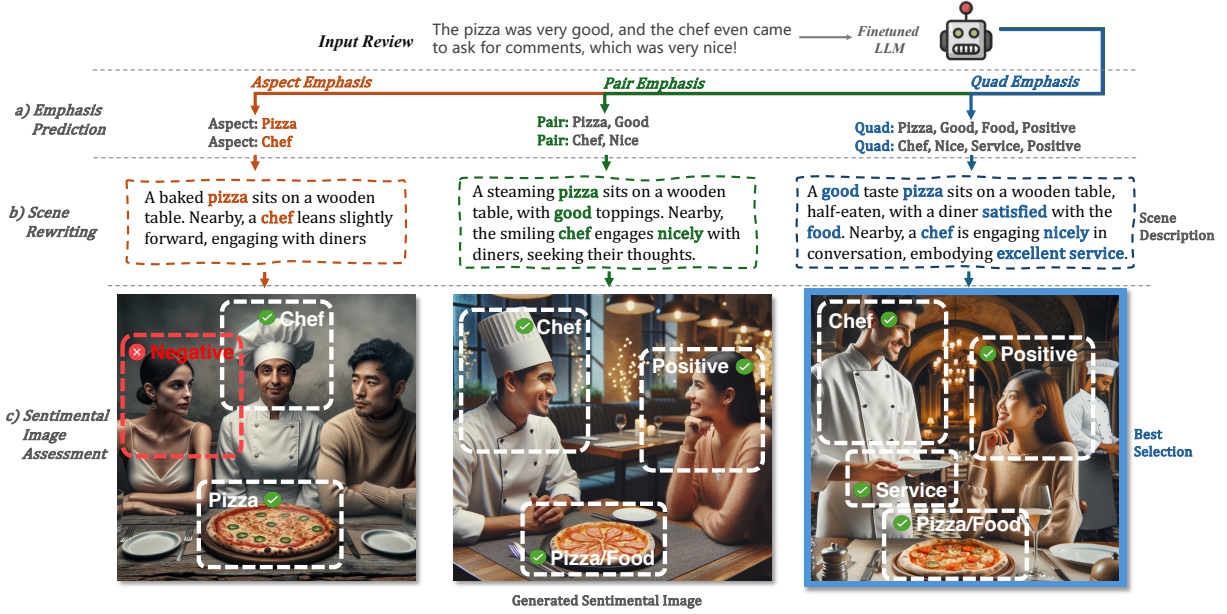 Input Review
The pizza was very good, and the chef even came
to ask for comments, which was very nice!
Finetuned
LLM
Aspect Emphasis
Pair Emphasis
Quad Emphasis
a) Emphasis
Prediction
Aspect: Pizza
Aspect: Chef
Pair: Pizza, Good
Pair: Chef, Nice
Quad: Pizza, Good, Food, Positive
Quad: Chef, Nice, Service, Positive
b) Scene
Rewriting
A baked pizza sits on a wooden
table. Nearby, a chef leans slightly
forward, engaging with diners
A steaming pizza sits on a wooden
table, with good toppings. Nearby,
the smiling chef engages nicely with
diners, seeking their thoughts.
A good taste pizza sits on a wooden table,
half-eaten, with a diner satisfied with the
food. Nearby, a chef is engaging nicely in
conversation, embodying excellent service.
Scene
Description
c) Sentimental
Image
Assessment
Chef
Negative
Pizza
Chef
Positive
Pizza/Food
Chef
Positive
Service
Pizza/Food
Best
Selection
Generated Sentimental Image